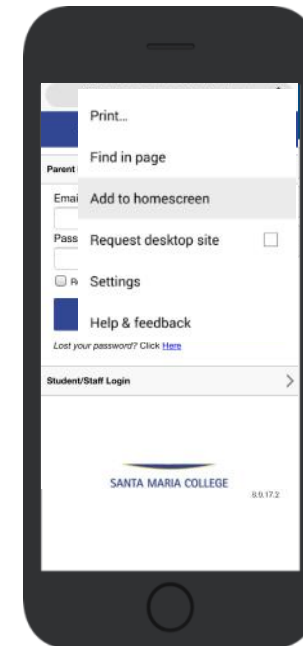 Print...
Find in page
Parent
Add to homescreen
Emai
Request desktop site
Pass
Settings
Help & feedback
Lost your password? Click Here
Student/Staff Login
SANTA MARIA COLLEGE
8.9.17.2